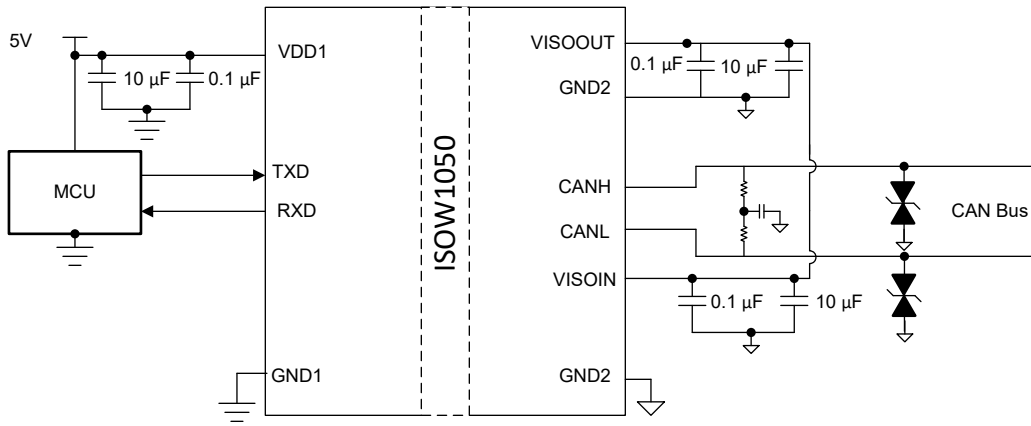 5V
VDD1
10 µF
0.1 µF
MCU
TXD
RXD
GND1
ISOW1050
VISOOUT
0.1 µF
10 µF
GND2
CANH
CANL
CAN Bus
VISOIN
0.1 µF
10 µF
GND2